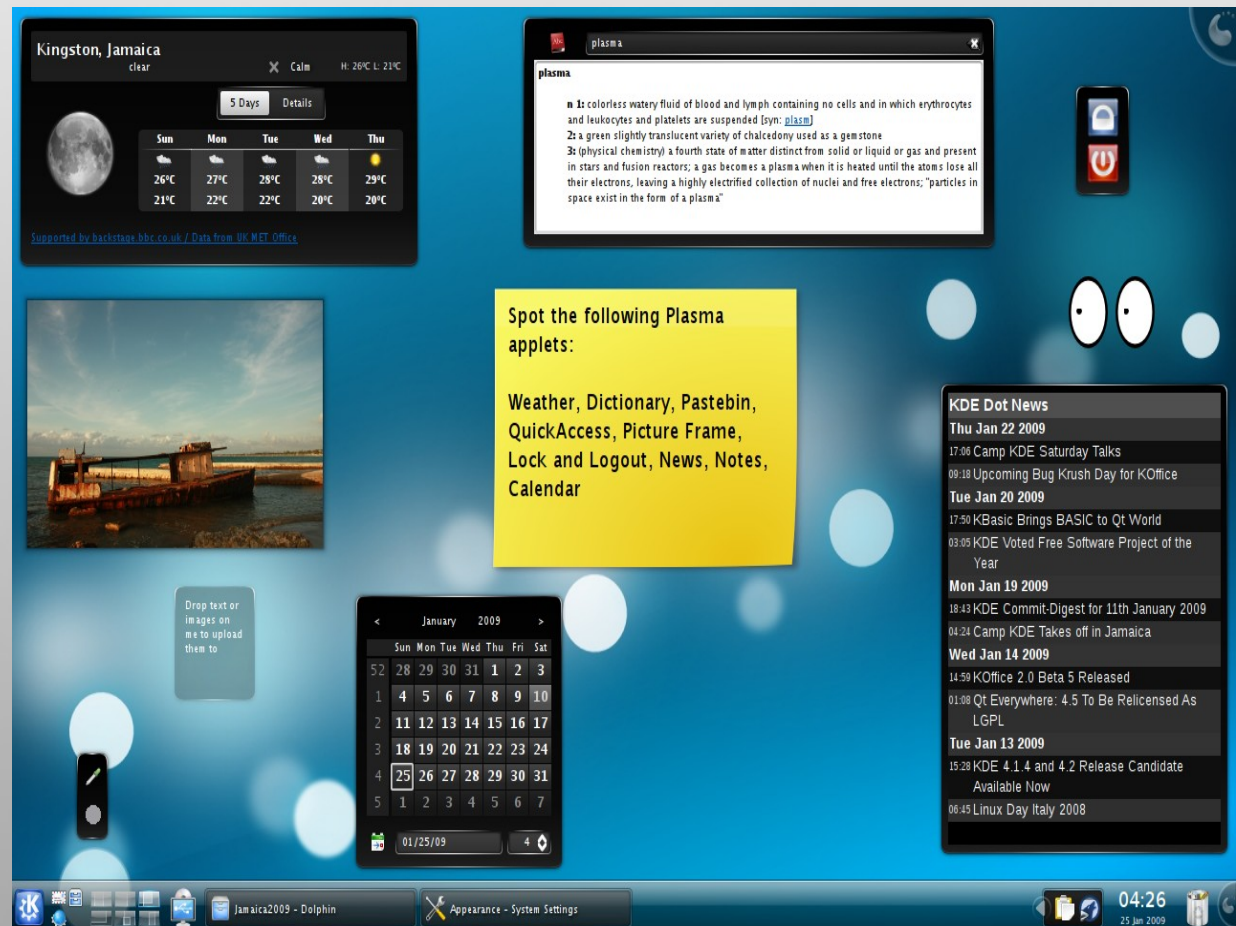 Kingston, Jamaica
clear
Calm
H: 26ºC L: 21ºC
5 Days Details
Sun Mon Tue Wed Thu
26ºC 27ºC 28ºC 28ºC 29ºC
21ºC 22ºC 22ºC 20ºC 20ºC
Supported by backstage.bbc.co.uk / Data from UK MET Office
plasma
plasma
n 1: colorless watery fluid of blood and lymph containing no cells and in which erythrocytes
and leukocytes and platelets are suspended [syn: plasm]
2: a green slightly translucent variety of chalcedony used as a gemstone
3: (physical chemistry) a fourth state of matter distinct from solid or liquid or gas and present
in stars and fusion reactors; a gas becomes a plasma when it is heated until the atoms lose all
their electrons, leaving a highly electrified collection of nuclei and free electrons; "particles in
space exist in the form of a plasma"
Spot the following Plasma
applets:
Weather, Dictionary, Pastebin,
QuickAccess, Picture Frame,
Lock and Logout, News, Notes,
Calendar
KDE Dot News
Thu Jan 22 2009
17:06 Camp KDE Saturday Talks
09:18 Upcoming Bug Krush Day for KOffice
Tue Jan 20 2009
17:50 KBasic Brings BASIC to Qt World
03:05 KDE Voted Free Software Project of the
Year
Mon Jan 19 2009
18:43 KDE Commit-Digest for 11th January 2009
04:24 Camp KDE Takes off in Jamaica
Wed Jan 14 2009
14:59 KOffice 2.0 Beta 5 Released
01:08 Qt Everywhere: 4.5 To Be Relicensed As
LGPL
Tue Jan 13 2009
15:28 KDE 4.1.4 and 4.2 Release Candidate
Available Now
06:45 Linux Day Italy 2008
Drop text or
images on
me to upload
them to
< January 2009 >
Sun Mon Tue Wed Thu Fri Sat
52 28 29 30 31 1 2 3
1 4 5 6 7 8 9 10
2 11 12 13 14 15 16 17
3 18 19 20 21 22 23 24
4 25 26 27 28 29 30 31
5 1 2 3 4 5 6 7
01/25/09 4
Jamaica2009 - Dolphin
Appearance - System Settings
04:26
25 Jan 2009